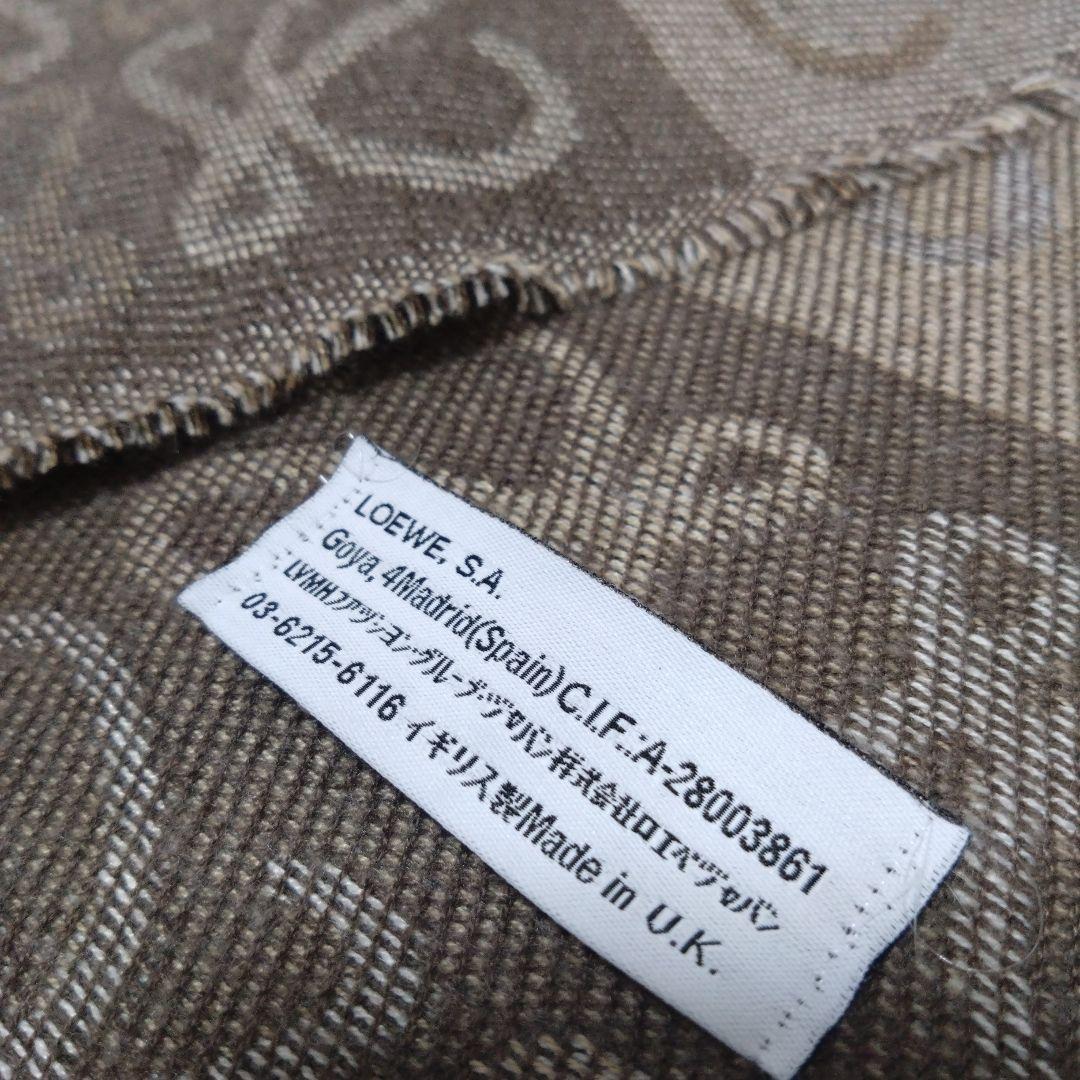 LOEWE, S.A.
Goya, 4Madrid(Spain)C.I.F.:A-28003861
LVMHファッショングループ・ジャパン株式会社ロエベジャパン
03-6215-6116 イギリス製Made in U.K.